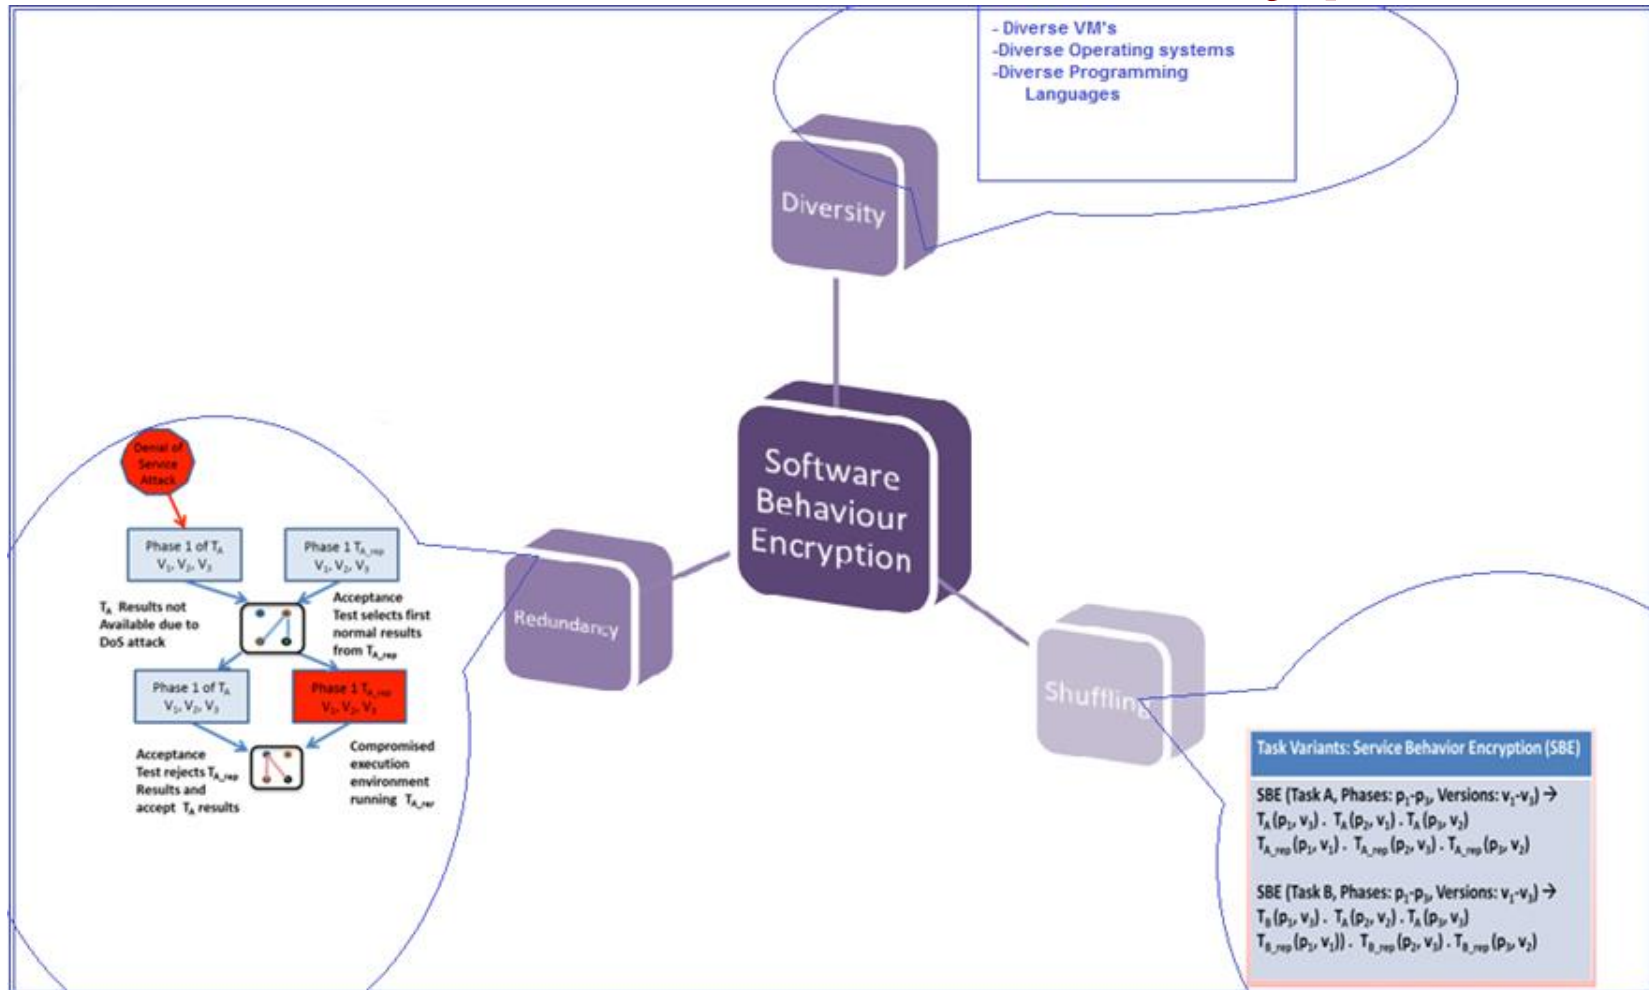 - Diverse VM's
-Diverse Operating systems
-Diverse Programming
Languages
Diversity
Software
Behaviour
Encryption
Redundancy
Shuffling
Denial of
Service
Attack
Phase 1 of T_A
V₁, V₂, V₃
Phase 1 T_A_rep
V₁, V₂, V₃
T_A Results not
Available due to
DoS attack
Acceptance
Test selects first
normal results
from T_A_rep
Phase 1 of T_A
V₁, V₂, V₃
Phase 1 T_A_rep
V₁, V₂, V₃
Acceptance
Test rejects T_A_rep
Results and
accept T_A results
Compromised
execution
environment
running T_A_rer
Task Variants: Service Behavior Encryption (SBE)
SBE (Task A, Phases: p₁-p₃, Versions: v₁-v₃) →
T_A (p₁, v₃) . T_A (p₂, v₁) . T_A (p₃, v₂)
T_A_rep (p₁, v₁) . T_A_rep (p₂, v₃) . T_A_rep (p₃, v₂)
SBE (Task B, Phases: p₁-p₃, Versions: v₁-v₃) →
T_B (p₁, v₃) . T_A (p₂, v₂) . T_A (p₃, v₃)
T_B_rep (p₁, v₁)) . T_B_rep (p₂, v₃) . T_B_rep (p₃, v₂)